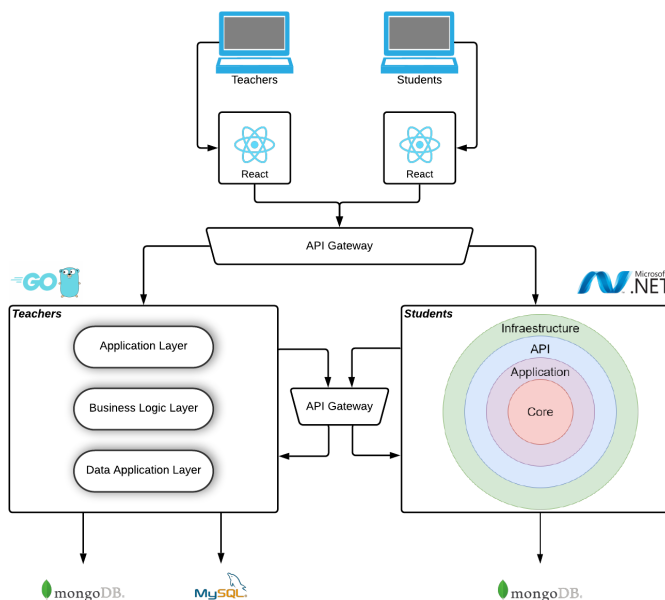 Teachers
Students
React
React
API Gateway
GO
Microsoft
.NET
Teachers
Students
Application Layer
Business Logic Layer
Data Application Layer
API Gateway
Infraestructure
API
Application
Core
mongoDB.
MySQL.
mongoDB.